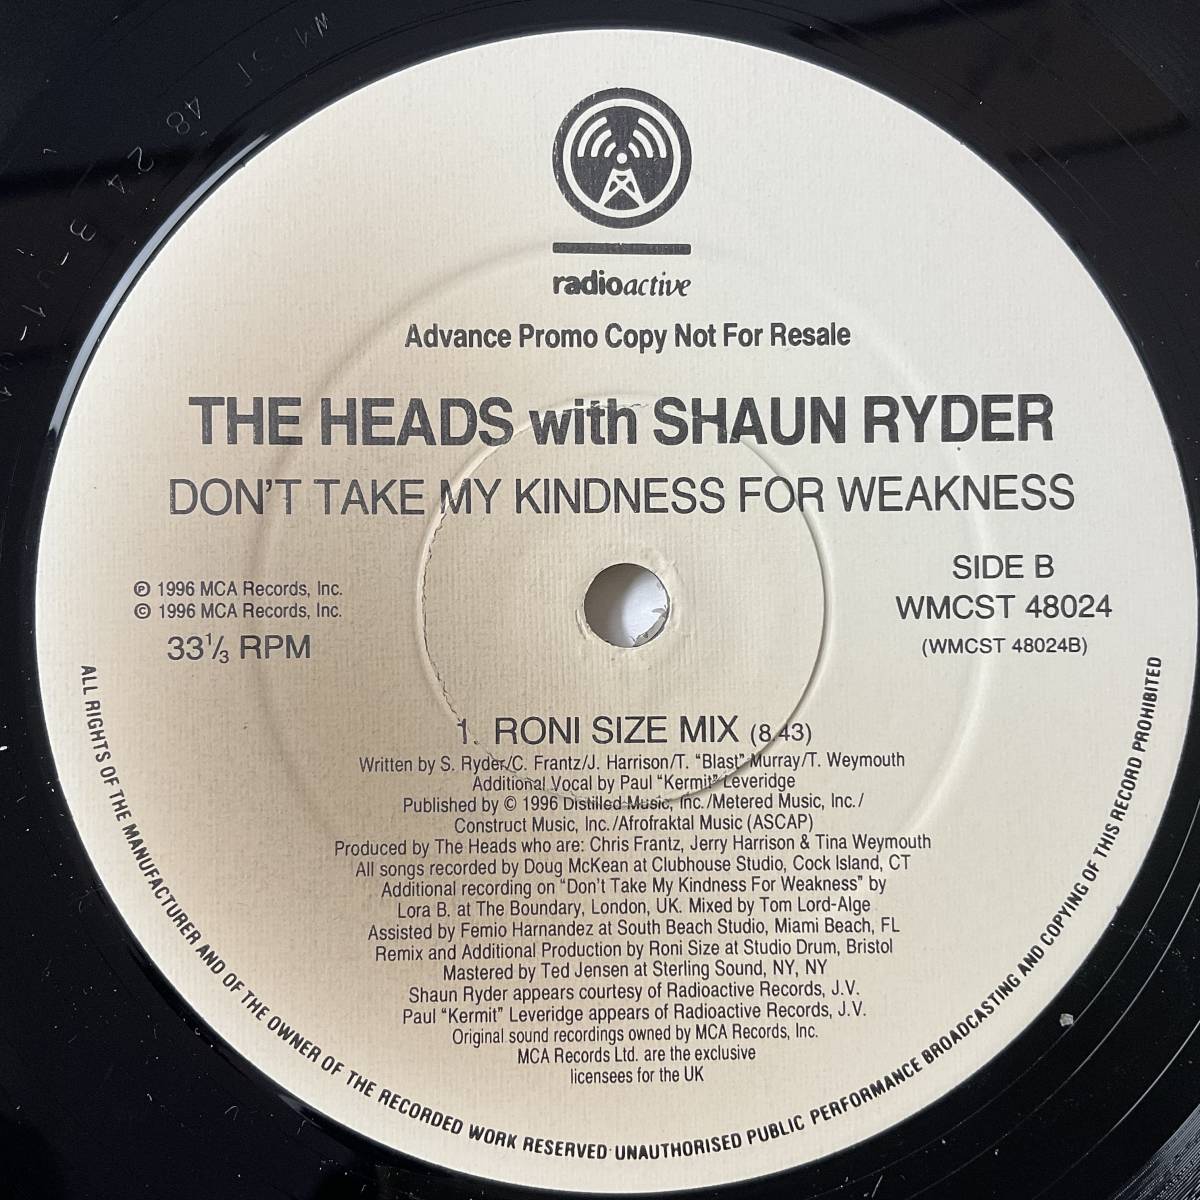 radioactive
Advance Promo Copy Not For Resale
THE HEADS with SHAUN RYDER
DON'T TAKE MY KINDNESS FOR WEAKNESS
℗ 1996 MCA Records, Inc.
© 1996 MCA Records, Inc.
33⅓ RPM
SIDE B
WMCST 48024
(WMCST 48024B)
1. RONI SIZE MIX (8.43)
Written by S. Ryder/C. Frantz/J. Harrison/T. "Blast" Murray/T. Weymouth
Additional Vocal by Paul "Kermit" Leveridge
Published by © 1996 Distilled Music, Inc./Metered Music, Inc./
Construct Music, Inc./Afrofraktal Music (ASCAP)
Produced by The Heads who are: Chris Frantz, Jerry Harrison & Tina Weymouth
All songs recorded by Doug McKean at Clubhouse Studio, Cock Island, CT
Additional recording on "Don't Take My Kindness For Weakness" by
Lora B. at The Boundary, London, UK. Mixed by Tom Lord-Alge
Assisted by Femio Harnandez at South Beach Studio, Miami Beach, FL
Remix and Additional Production by Roni Size at Studio Drum, Bristol
Mastered by Ted Jensen at Sterling Sound, NY, NY
Shaun Ryder appears courtesy of Radioactive Records, J.V.
Paul "Kermit" Leveridge appears of Radioactive Records, J.V.
Original sound recordings owned by MCA Records, Inc.
MCA Records Ltd. are the exclusive
licensees for the UK
ALL RIGHTS OF THE MANUFACTURER AND OF THE OWNER OF THE RECORDED WORK RESERVED · UNAUTHORISED PUBLIC PERFORMANCE BROADCASTING AND COPYING OF THIS RECORD PROHIBITED